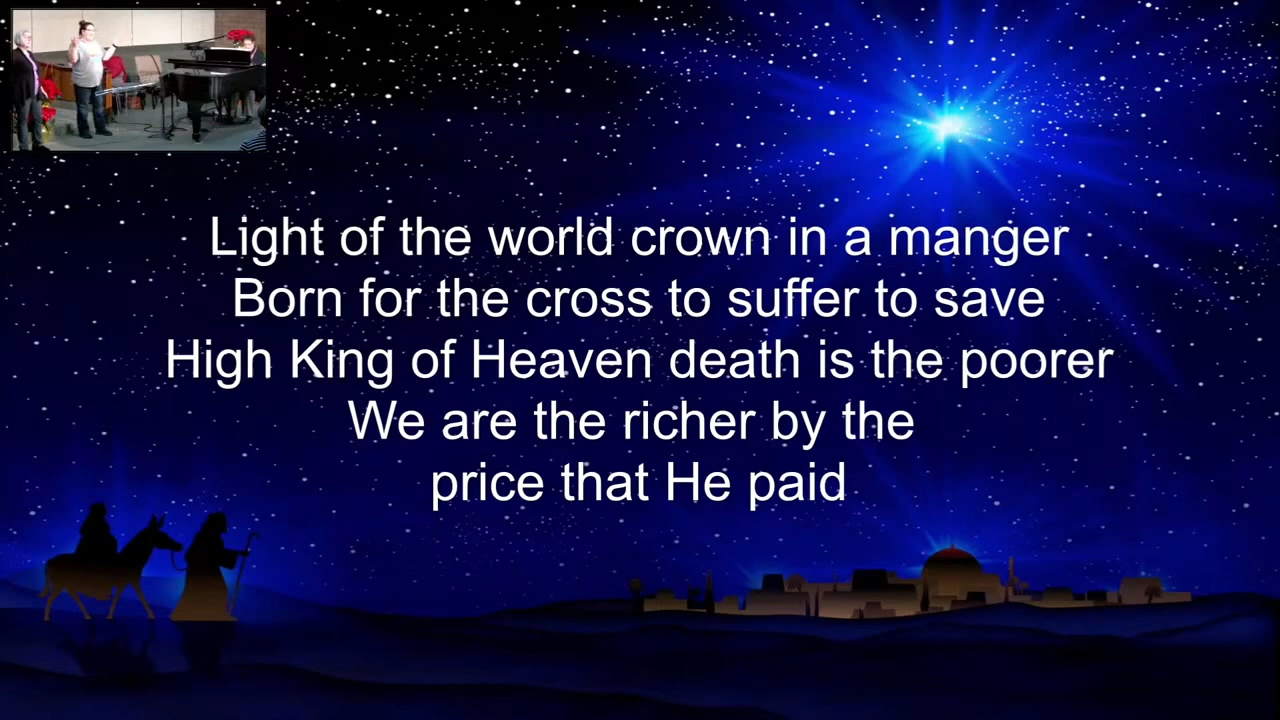 Light of the world crown in a manger
Born for the cross to suffer to save
High King of Heaven death is the poorer
We are the richer by the
price that He paid